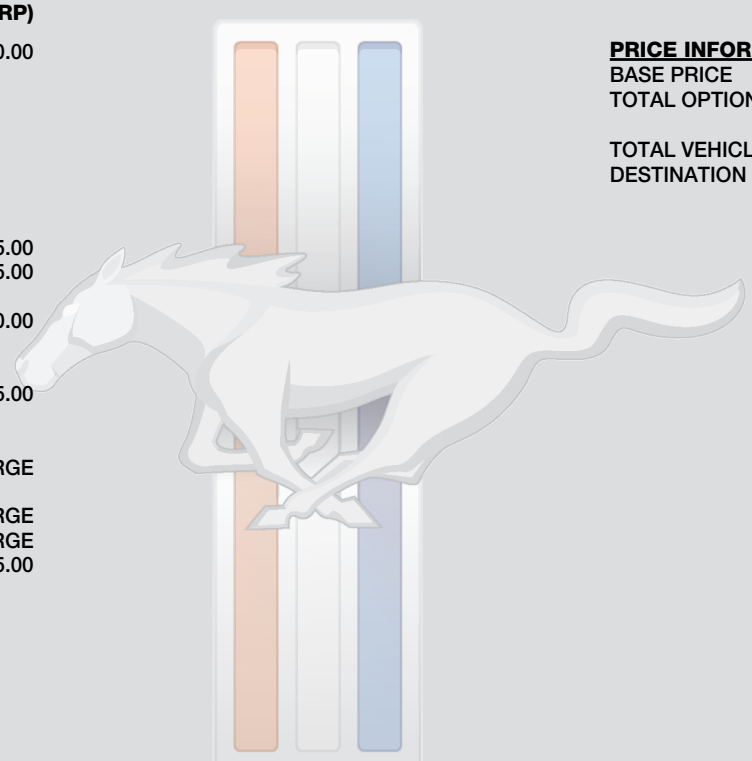 RP)
0.00
5.00
5.00
0.00
5.00
RGE
RGE
RGE
5.00
PRICE INFOR
BASE PRICE
TOTAL OPTION
TOTAL VEHICL
DESTINATION